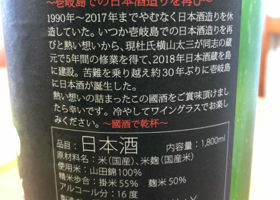 ～壱岐島での日本酒造りを再び～
1990年～2017年までやむなく日本酒造りを休
造していた。いつか壱岐島での日本酒造りを再
びと熱い想いから、現杜氏横山太三が同志の蔵
元で5年間の修業を得て、2018年日本酒蔵を島
に建設。苦難を乗り越え約30年ぶりに壱岐島
に日本酒が誕生した。
熱い想いの詰まったこの國酒をご賞味頂けまし
たら幸いです。冷やしてワイングラスでお楽し
みください。～國酒で乾杯～
品目：日本酒 内容量：1,800ml
原材料名：米（国産）、米麹（国産米）
使用米：山田錦100%
精米歩合：掛米 55% 麹米 50%
アルコール分：16度